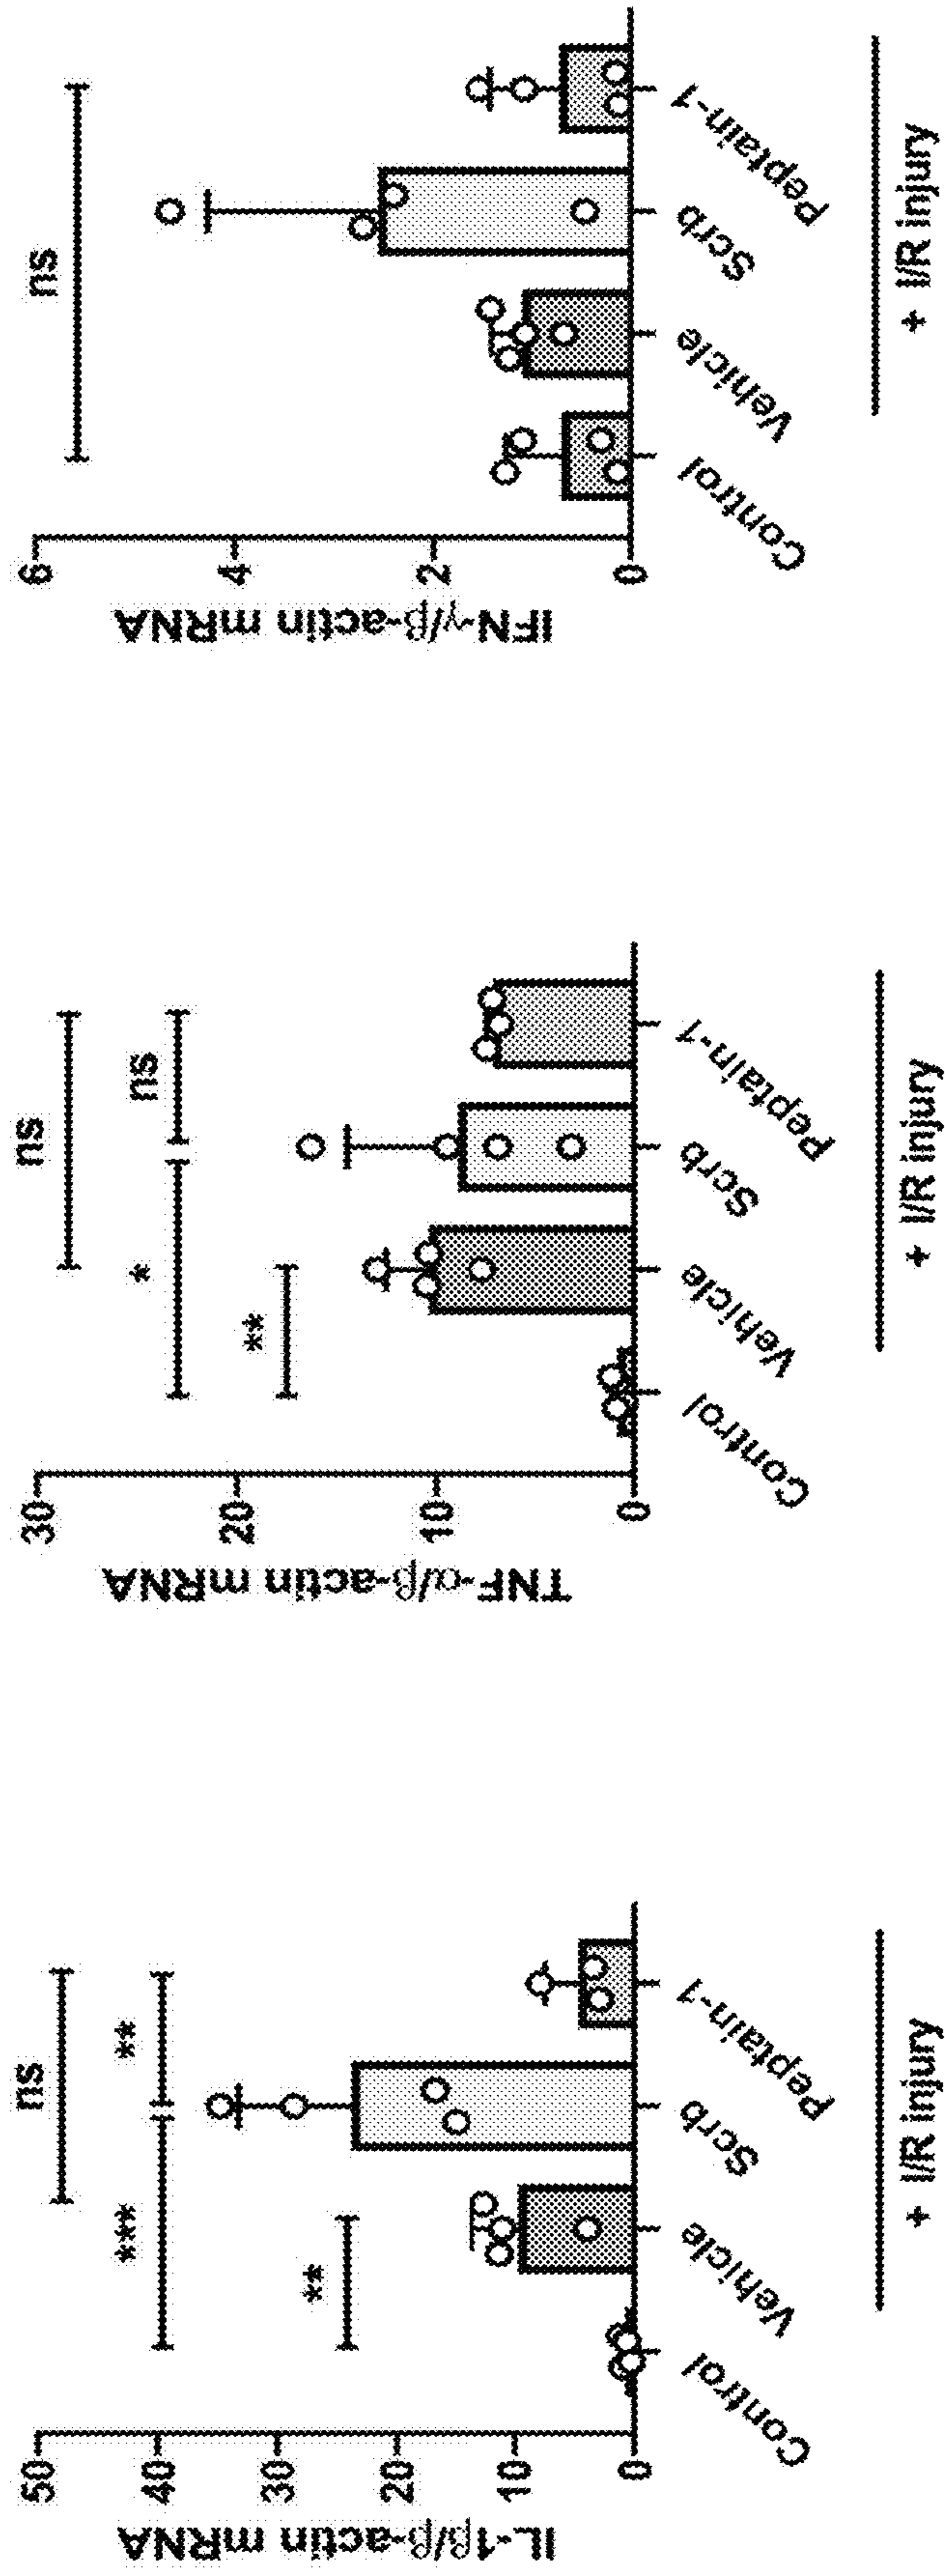 IL-1β/β-actin mRNA
50
40
30
20
10
0
ns
*** **
**
Control Vehicle Scrb Peptain-1
+ I/R injury
TNF-α/β-actin mRNA
30
20
10
0
ns
* ns
**
Control Vehicle Scrb Peptain-1
+ I/R injury
IFN-γ/β-actin mRNA
6
4
2
0
ns
Control Vehicle Scrb Peptain-1
+ I/R injury